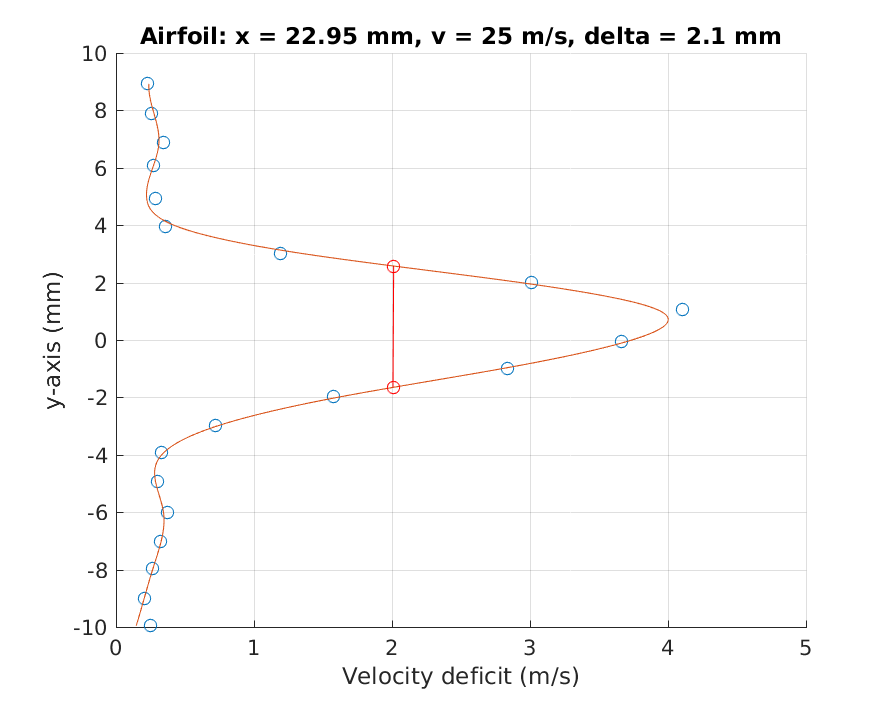 Airfoil: x = 22.95 mm, v = 25 m/s, delta = 2.1 mm
10
8
6
4
2
0
-2
-4
-6
-8
-10
y-axis (mm)
0 1 2 3 4 5
Velocity deficit (m/s)